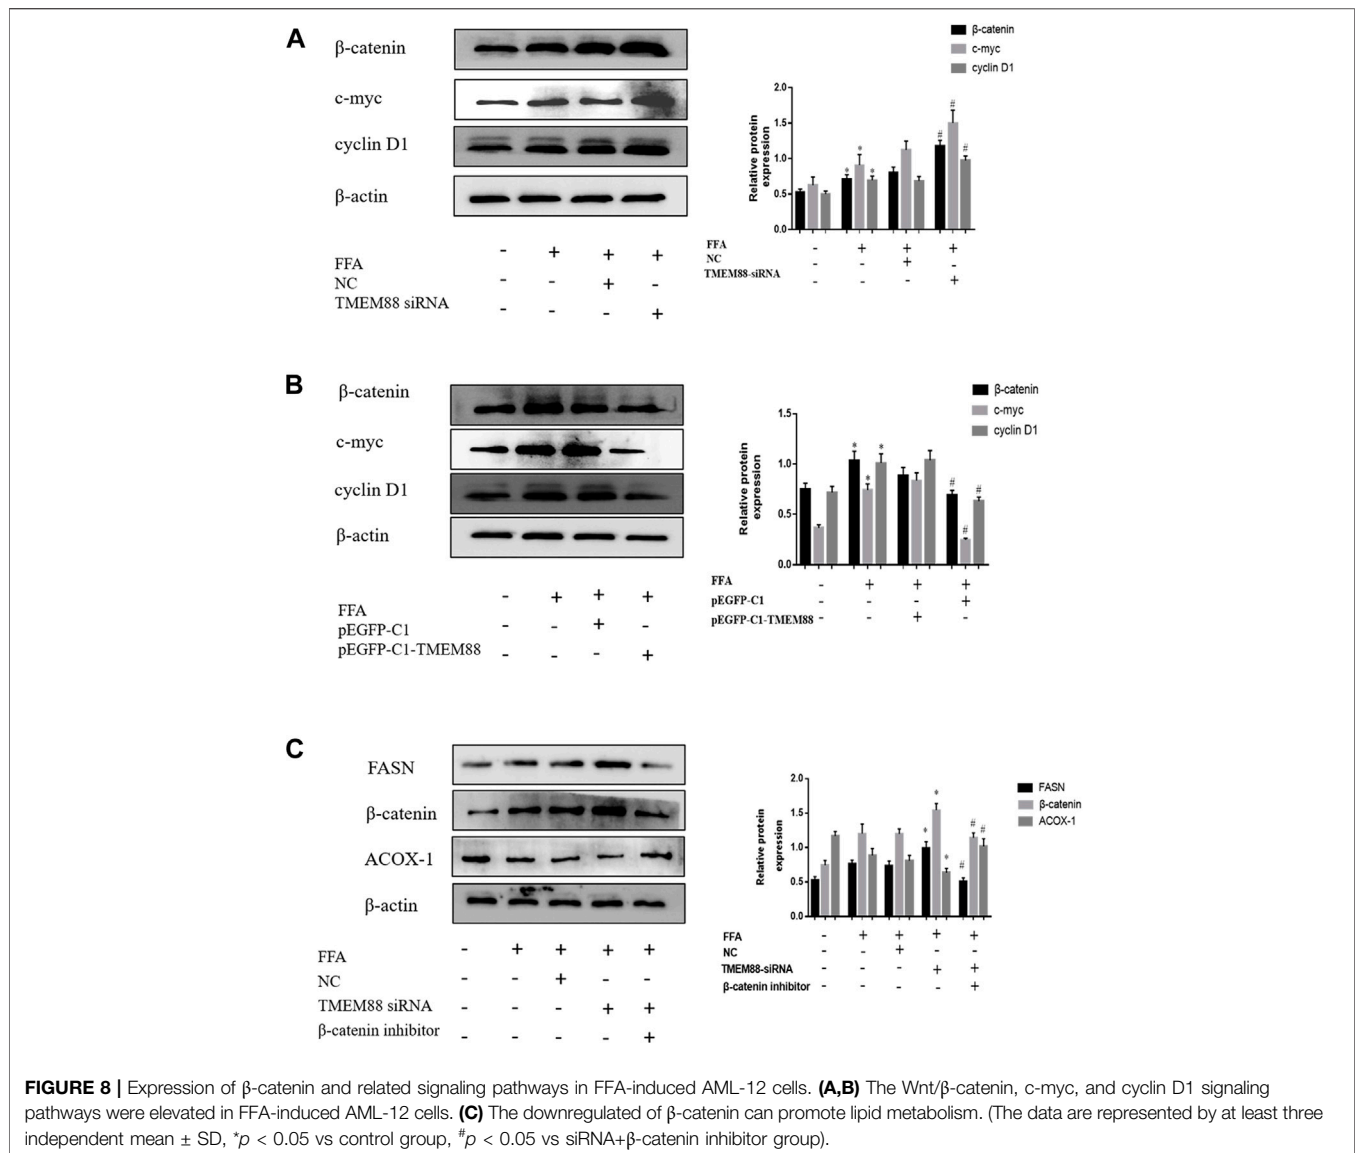 A
β-catenin
c-myc
cyclin D1
β-actin
FFA - + + +
NC - - + -
TMEM88 siRNA - - - +
β-catenin
c-myc
cyclin D1
Relative protein
expression
2.0
1.5
1.0
0.5
0.0
* * * # # #
FFA - + + +
NC - - + -
TMEM88-siRNA - - - +
B
β-catenin
c-myc
cyclin D1
β-actin
FFA - + + +
pEGFP-C1 - - + -
pEGFP-C1-TMEM88 - - - +
β-catenin
c-myc
cyclin D1
Relative protein
expression
1.5
1.0
0.5
0.0
* * * # # #
FFA - + + +
pEGFP-C1 - - - +
pEGFP-C1-TMEM88 - - + -
C
FASN
β-catenin
ACOX-1
β-actin
FFA - + + + +
NC - - + - -
TMEM88 siRNA - - - + +
β-catenin inhibitor - - - - +
FASN
β-catenin
ACOX-1
Relative protein
expression
2.0
1.5
1.0
0.5
0.0
* * * # # #
FFA - + + + +
NC - - + - -
TMEM88-siRNA - - - + +
β-catenin inhibitor - - - - +
FIGURE 8 | Expression of β-catenin and related signaling pathways in FFA-induced AML-12 cells. (A,B) The Wnt/β-catenin, c-myc, and cyclin D1 signaling
pathways were elevated in FFA-induced AML-12 cells. (C) The downregulated of β-catenin can promote lipid metabolism. (The data are represented by at least three
independent mean ± SD, *p < 0.05 vs control group, #p < 0.05 vs siRNA+β-catenin inhibitor group).